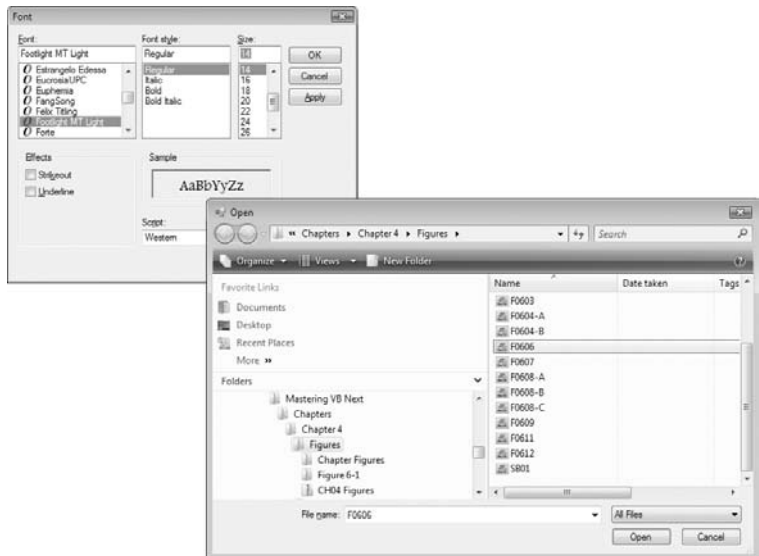 Font
Font:
Font style:
Size:
Footlight MT Light
Regular
14
OK
Estrangelo Edessa
EucrosiaUPC
Euphemia
FangSong
Felix Titling
Footlight MT Light
Forte
Regular
Italic
Bold
Bold Italic
14
16
18
20
22
24
26
Cancel
Apply
Effects
Strikeout
Underline
Sample
AaBbYyZz
Script:
Western
Open
Chapters Chapter 4 Figures
Search
Organize Views New Folder
Favorite Links
Documents
Desktop
Recent Places
More »
Folders
Mastering VB Next
Chapters
Chapter 4
Figures
Chapter Figures
Figure 6-1
CH04 Figures
Name Date taken Tags
F0603
F0604-A
F0604-B
F0606
F0607
F0608-A
F0608-B
F0608-C
F0609
F0611
F0612
SB01
File name: F0606
All Files
Open Cancel